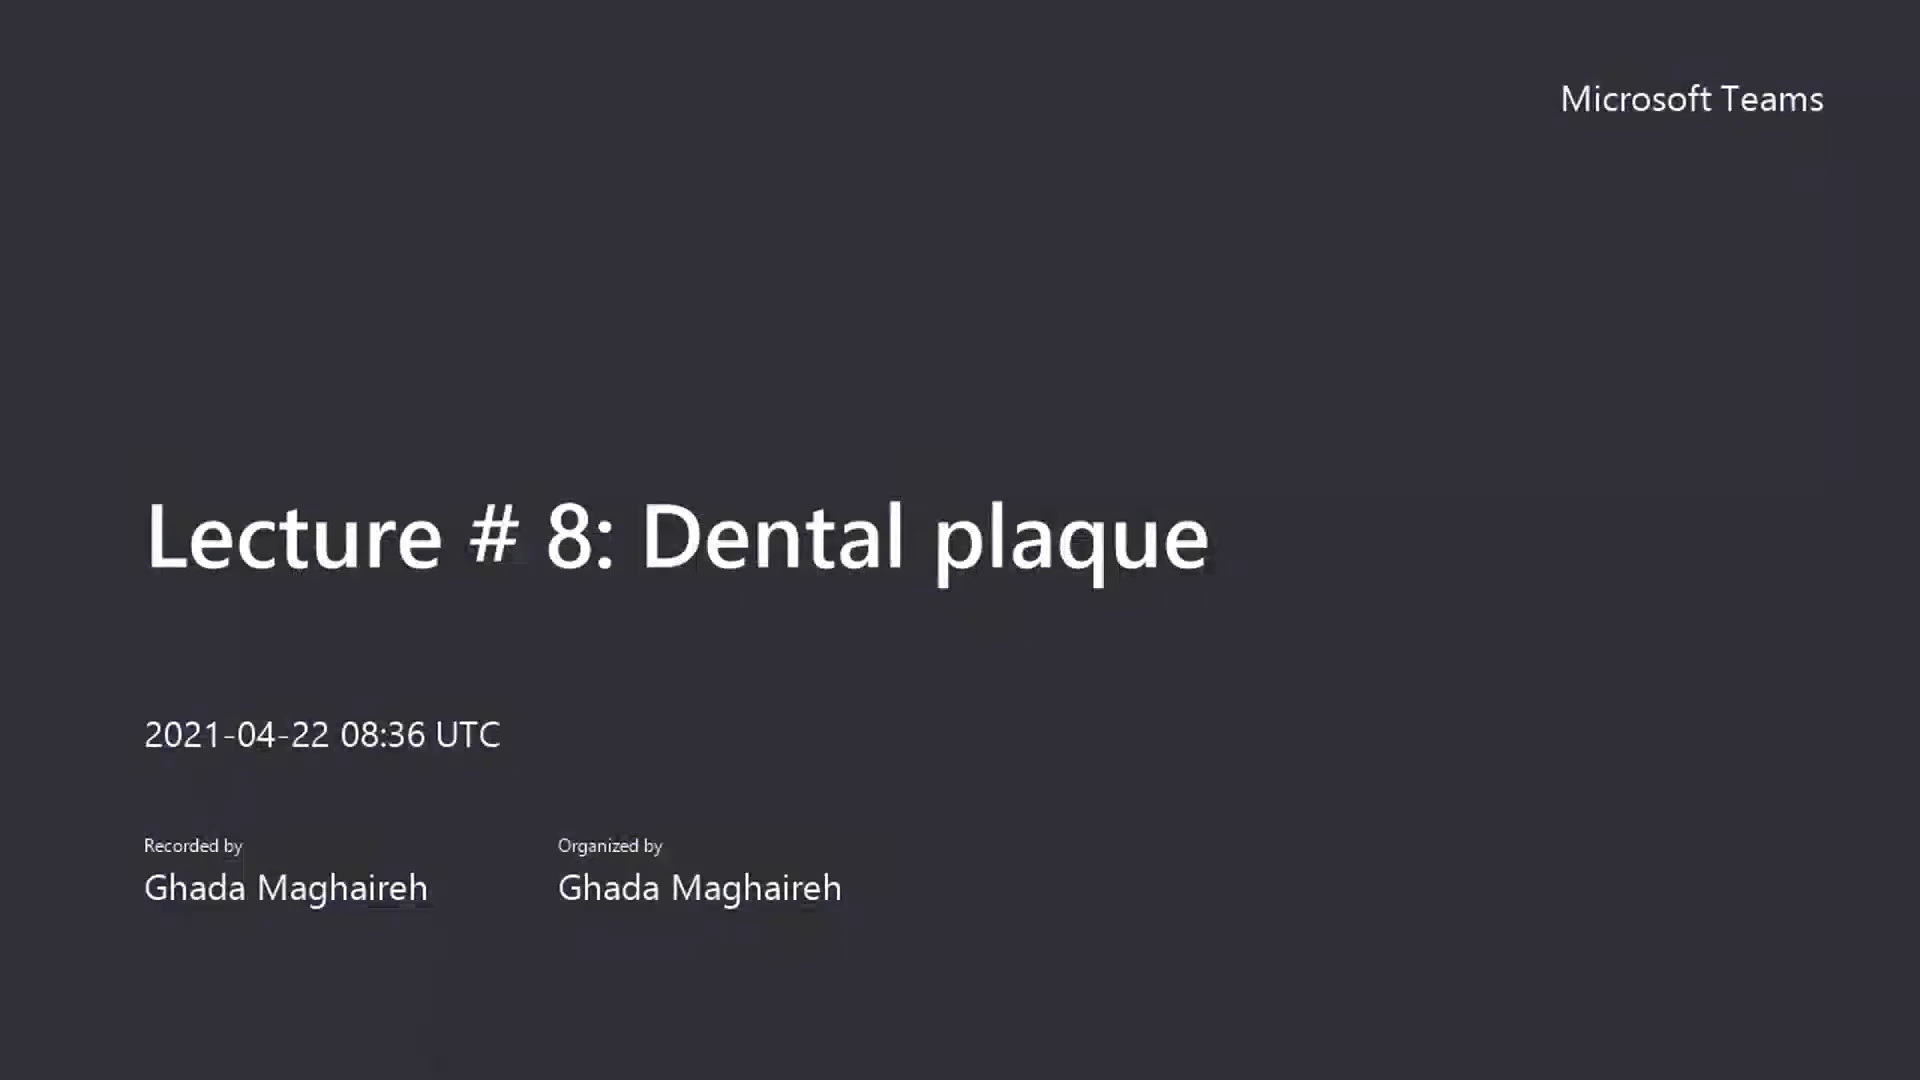 Microsoft Teams
Lecture # 8: Dental plaque
2021-04-22 08:36 UTC
Recorded by
Ghada Maghaireh
Organized by
Ghada Maghaireh